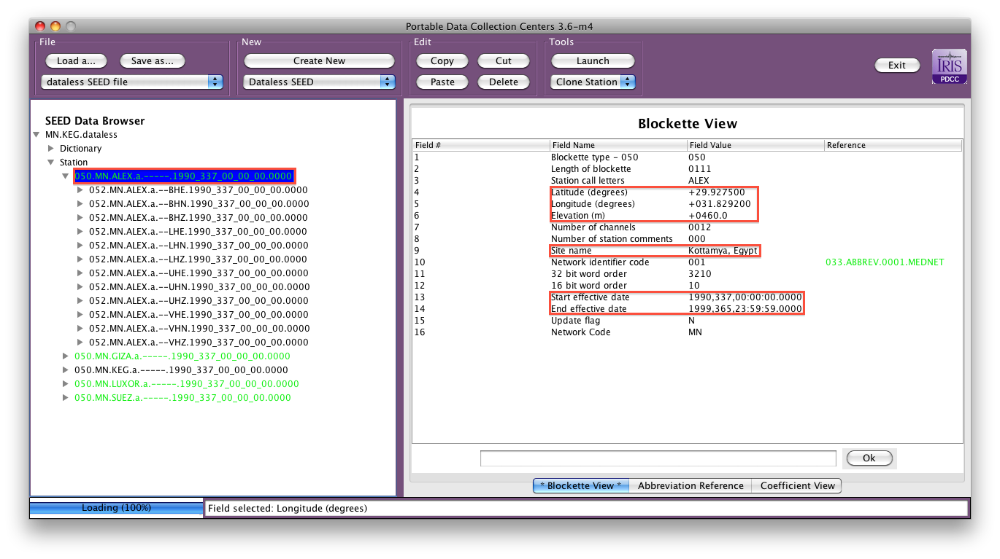 Portable Data Collection Centers 3.6-m4
File
New
Edit
Tools
Load a...
Save as...
Create New
Copy
Cut
Launch
Exit
IRIS
PDCC
dataless SEED file
Dataless SEED
Paste
Delete
Clone Station
SEED Data Browser
MN.KEG.dataless
Dictionary
Station
050.MN.ALEX.a.-----.1990_337_00_00_00.0000
052.MN.ALEX.a.--BHE.1990_337_00_00_00.0000
052.MN.ALEX.a.--BHN.1990_337_00_00_00.0000
052.MN.ALEX.a.--BHZ.1990_337_00_00_00.0000
052.MN.ALEX.a.--LHE.1990_337_00_00_00.0000
052.MN.ALEX.a.--LHN.1990_337_00_00_00.0000
052.MN.ALEX.a.--LHZ.1990_337_00_00_00.0000
052.MN.ALEX.a.--UHE.1990_337_00_00_00.0000
052.MN.ALEX.a.--UHN.1990_337_00_00_00.0000
052.MN.ALEX.a.--UHZ.1990_337_00_00_00.0000
052.MN.ALEX.a.--VHE.1990_337_00_00_00.0000
052.MN.ALEX.a.--VHN.1990_337_00_00_00.0000
052.MN.ALEX.a.--VHZ.1990_337_00_00_00.0000
050.MN.GIZA.a.-----.1990_337_00_00_00.0000
050.MN.KEG.a.-----.1990_337_00_00_00.0000
050.MN.LUXOR.a.-----.1990_337_00_00_00.0000
050.MN.SUEZ.a.-----.1990_337_00_00_00.0000
Blockette View
Field # Field Name Field Value Reference
1 Blockette type - 050 050
2 Length of blockette 0111
3 Station call letters ALEX
4 Latitude (degrees) +29.927500
5 Longitude (degrees) +031.829200
6 Elevation (m) +0460.0
7 Number of channels 0012
8 Number of station comments 000
9 Site name Kottamya, Egypt
10 Network identifier code 001 033.ABBREV.0001.MEDNET
11 32 bit word order 3210
12 16 bit word order 10
13 Start effective date 1990,337,00:00:00.0000
14 End effective date 1999,365,23:59:59.0000
15 Update flag N
16 Network Code MN
Ok
* Blockette View * Abbreviation Reference Coefficient View
Loading (100%)
Field selected: Longitude (degrees)